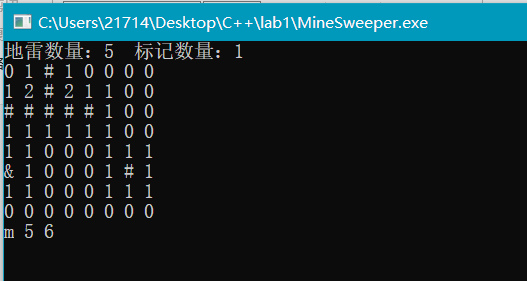 C:\Users\21714\Desktop\C++\lab1\MineSweeper.exe
地雷数量：5  标记数量：1
0 1 # 1 0 0 0 0
1 2 # 2 1 1 0 0
# # # # # 1 0 0
1 1 1 1 1 1 0 0
1 1 0 0 0 1 1 1
& 1 0 0 0 1 # 1
1 1 0 0 0 1 1 1
0 0 0 0 0 0 0 0
m 5 6